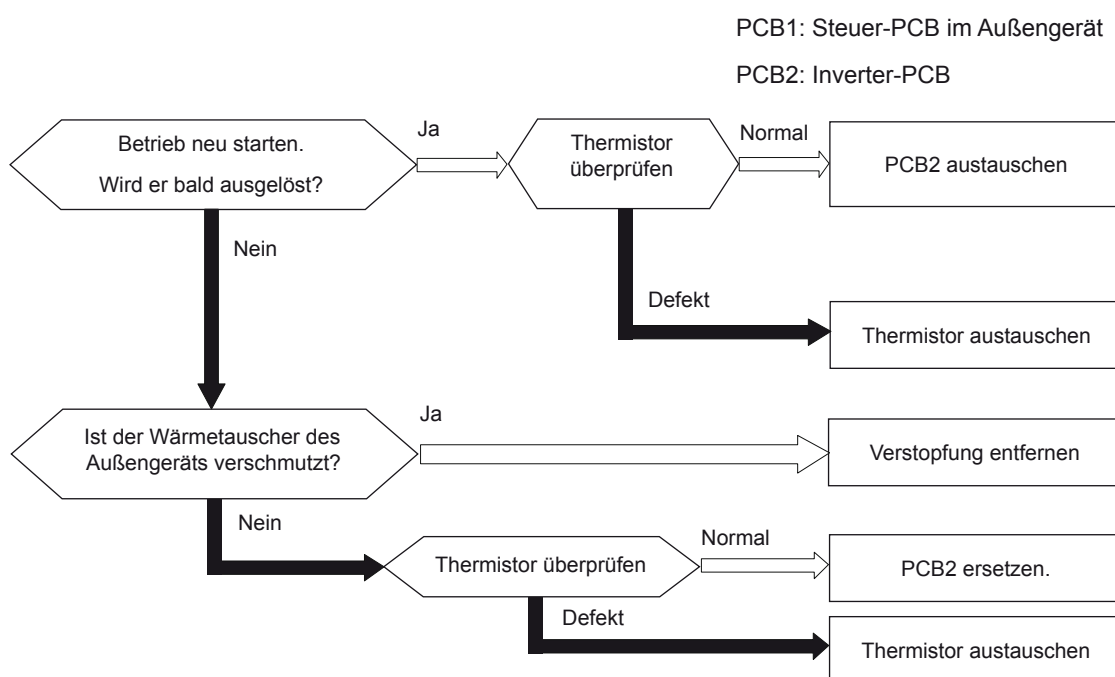 PCB1: Steuer-PCB im Außengerät
PCB2: Inverter-PCB
Betrieb neu starten.
Wird er bald ausgelöst?
Ja
Thermistor
überprüfen
Normal
PCB2 austauschen
Nein
Defekt
Thermistor austauschen
Ist der Wärmetauscher des
Außengeräts verschmutzt?
Ja
Verstopfung entfernen
Nein
Thermistor überprüfen
Normal
PCB2 ersetzen.
Defekt
Thermistor austauschen